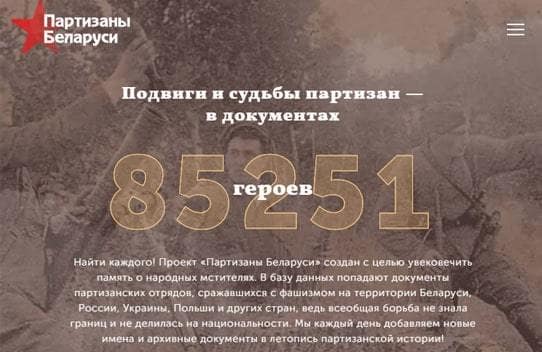 Партизаны
Беларуси
Подвиги и судьбы партизан —
в документах
85251
героев
Найти каждого! Проект «Партизаны Беларуси» создан с целью увековечить
память о народных мстителях. В базу данных попадают документы
партизанских отрядов, сражавшихся с фашизмом на территории Беларуси,
России, Украины, Польши и других стран, ведь всеобщая борьба не знала
границ и не делилась на национальности. Мы каждый день добавляем новые
имена и архивные документы в летопись партизанской истории!